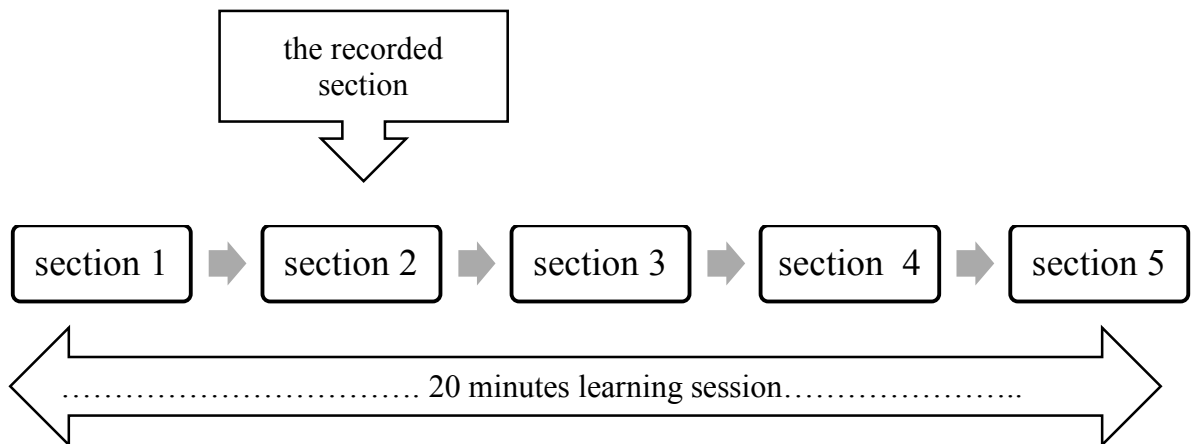 the recorded
section
section 1
section 2
section 3
section  4
section 5
……………………………. 20 minutes learning session…………………..